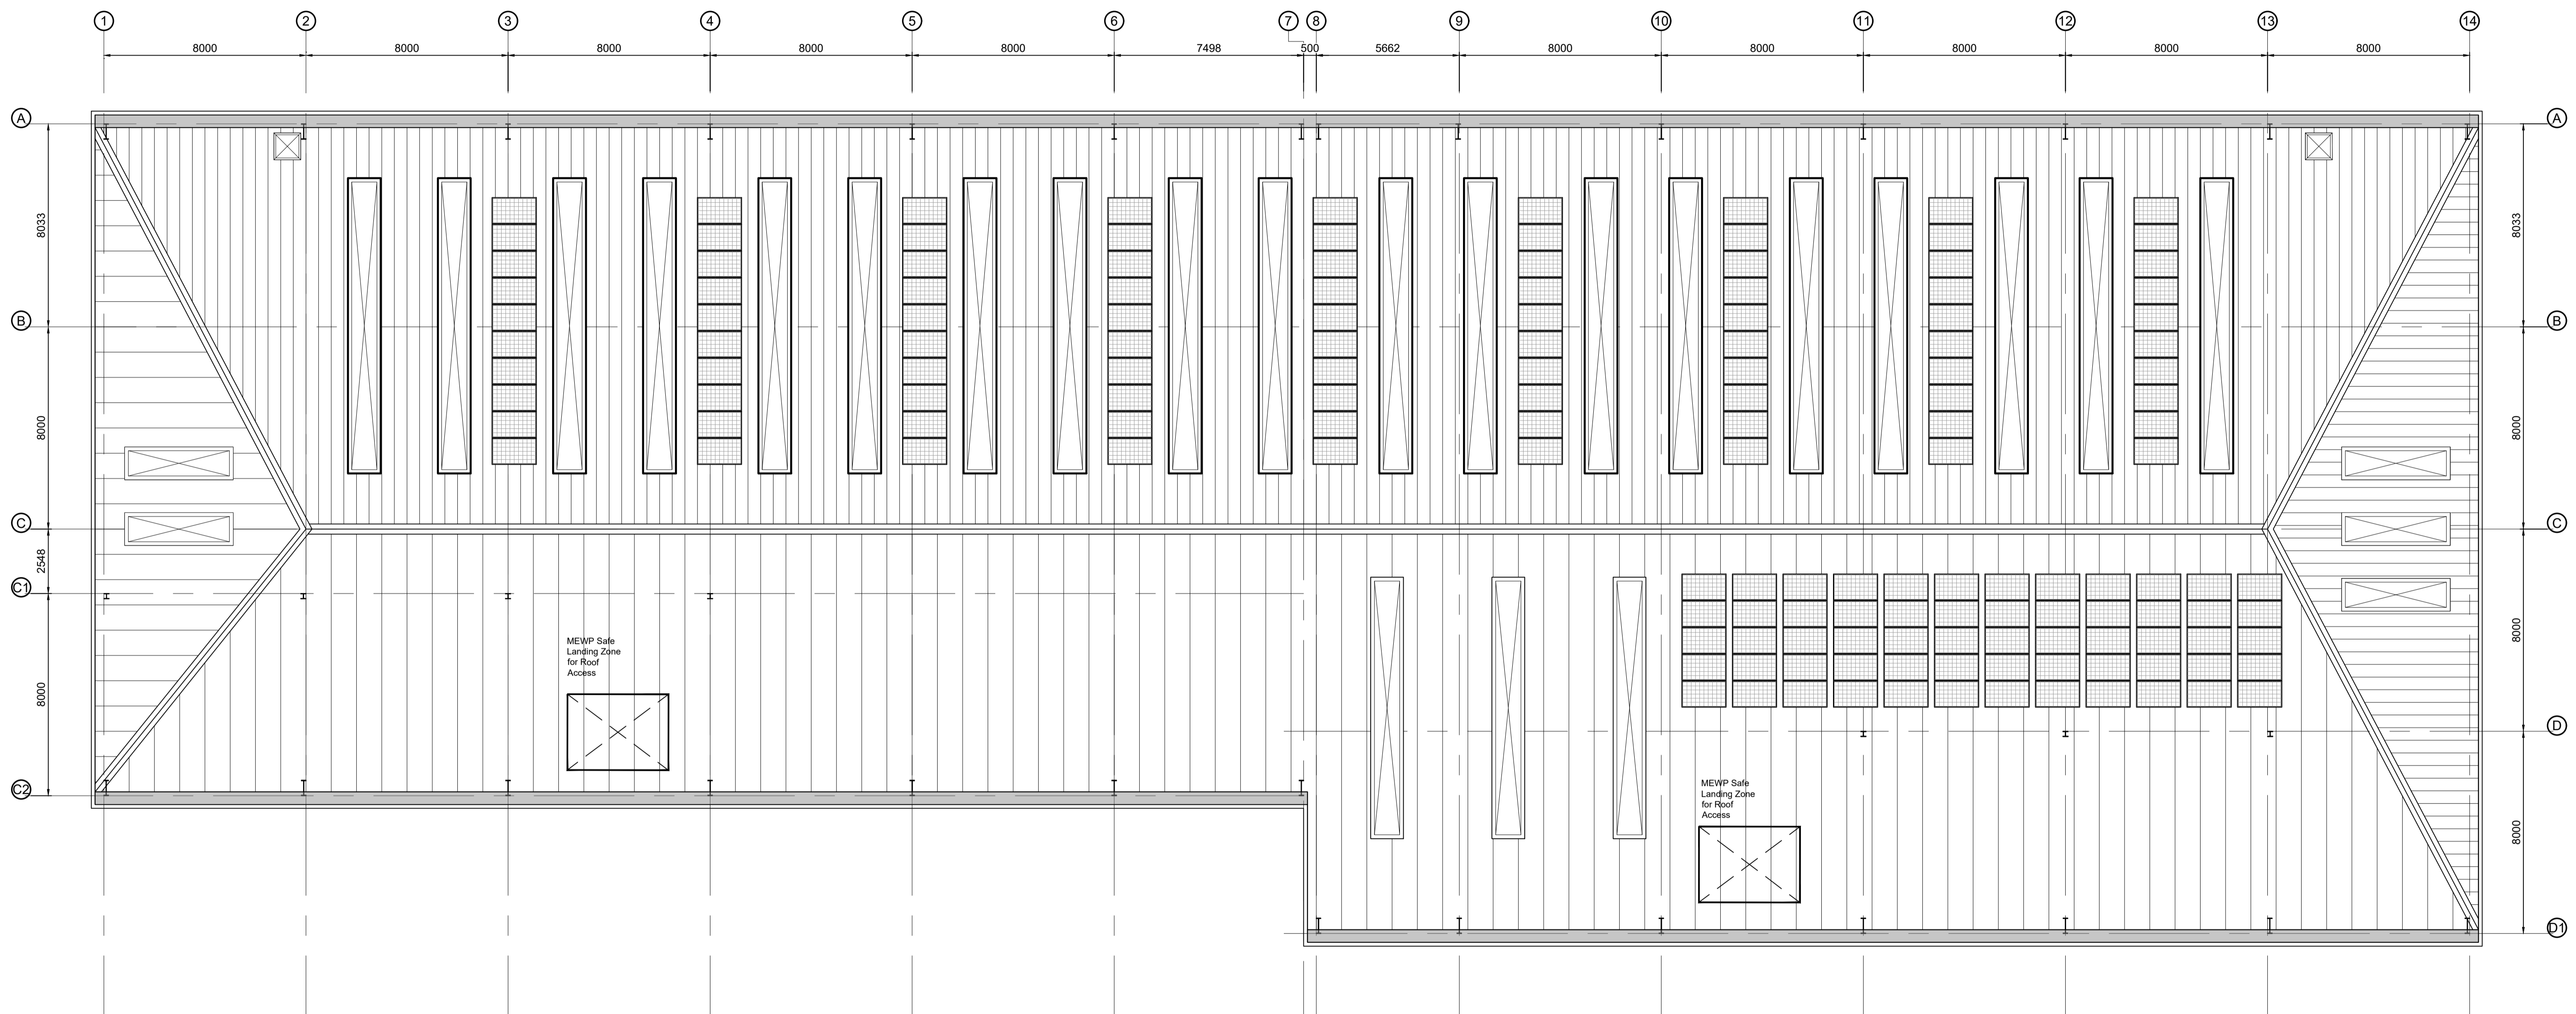 1 2 3 4 5 6 7 8 9 10 11 12 13 14
8000 8000 8000 8000 8000 7498 500 5662 8000 8000 8000 8000 8000
A A
8033 8033
B B
8000 8000
C C
2548
C1
8000
8000
MEWP Safe
Landing Zone
for Roof
Access
D
C2
MEWP Safe
Landing Zone
for Roof
Access
8000
D1